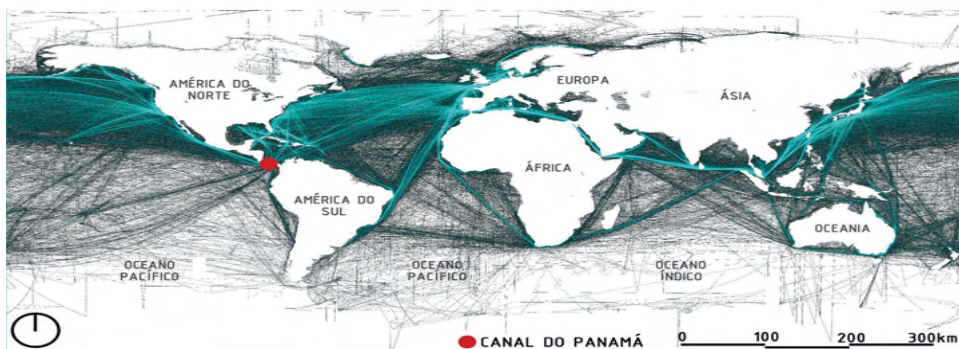 AMÉRICA DO
NORTE
EUROPA
ÁSIA
ÁFRICA
AMÉRICA DO
SUL
OCEANIA
OCEANO
PACÍFICO
OCEANO
PACÍFICO
OCEANO
ÍNDICO
CANAL DO PANAMÁ
0 100 200 300km